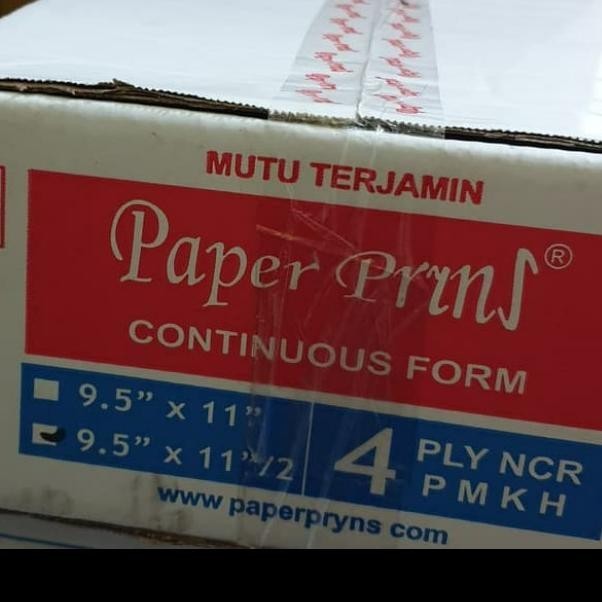 MUTU TERJAMIN
Paper Pryns®
CONTINUOUS FORM
9.5" x 11"
9.5" x 11"/2
4 PLY NCR
P M K H
www paperpryns com